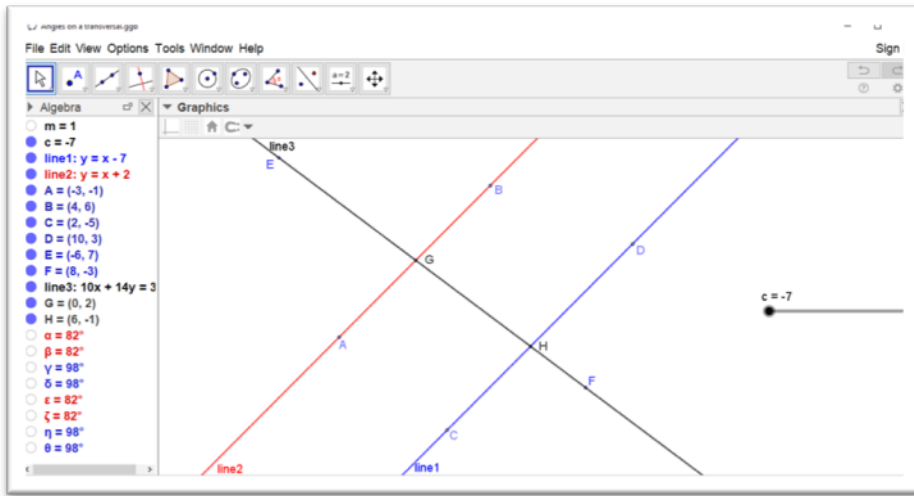 Angles on a transversal.ggb
File Edit View Options Tools Window Help
Sign
A
a=2
Algebra
Graphics
m = 1
c = -7
line1: y = x - 7
line2: y = x + 2
A = (-3, -1)
B = (4, 6)
C = (2, -5)
D = (10, 3)
E = (-6, 7)
F = (8, -3)
line3: 10x + 14y = 3
G = (0, 2)
H = (6, -1)
α = 82°
β = 82°
γ = 98°
δ = 98°
ε = 82°
ζ = 82°
η = 98°
θ = 98°
line3
E
B
G
D
c = -7
A
H
F
C
line2
line1